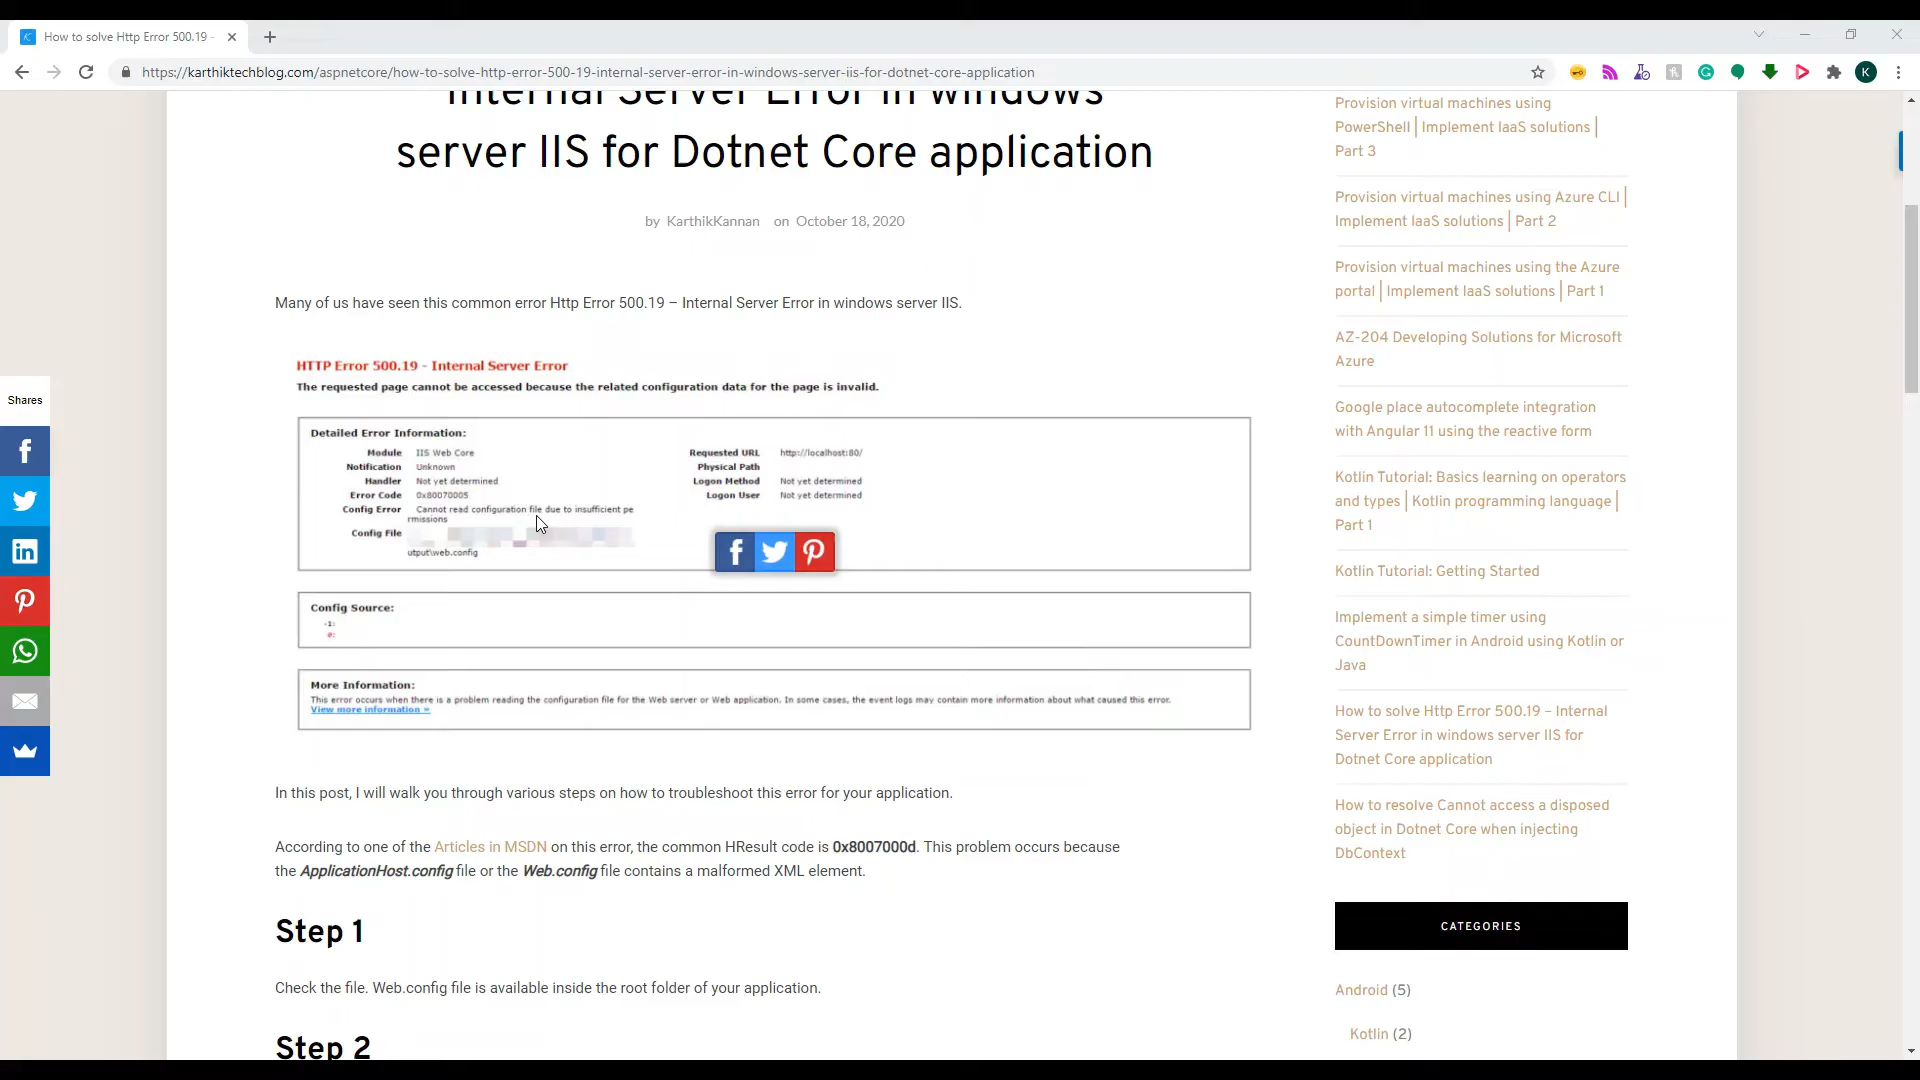 How to solve Http Error 500.19 -
https://karthiktechblog.com/aspnetcore/how-to-solve-http-error-500-19-internal-server-error-in-windows-server-iis-for-dotnet-core-application
K
Internal Server Error in windows
server IIS for Dotnet Core application
by KarthikKannan on October 18, 2020
Many of us have seen this common error Http Error 500.19 – Internal Server Error in windows server IIS.
HTTP Error 500.19 - Internal Server Error
The requested page cannot be accessed because the related configuration data for the page is invalid.
Detailed Error Information:
Module IIS Web Core
Notification Unknown
Handler Not yet determined
Error Code 0x80070005
Config Error Cannot read configuration file due to insufficient pe
rmissions
Config File
utput\web.config
Requested URL http://localhost:80/
Physical Path
Logon Method Not yet determined
Logon User Not yet determined
Config Source:
-1:
0:
More Information:
This error occurs when there is a problem reading the configuration file for the Web server or Web application. In some cases, the event logs may contain more information about what caused this error.
View more information »
In this post, I will walk you through various steps on how to troubleshoot this error for your application.
According to one of the Articles in MSDN on this error, the common HResult code is 0x8007000d. This problem occurs because
the ApplicationHost.config file or the Web.config file contains a malformed XML element.
Step 1
Check the file. Web.config file is available inside the root folder of your application.
Step 2
Shares
Provision virtual machines using
PowerShell | Implement IaaS solutions |
Part 3
Provision virtual machines using Azure CLI |
Implement IaaS solutions | Part 2
Provision virtual machines using the Azure
portal | Implement IaaS solutions | Part 1
AZ-204 Developing Solutions for Microsoft
Azure
Google place autocomplete integration
with Angular 11 using the reactive form
Kotlin Tutorial: Basics learning on operators
and types | Kotlin programming language |
Part 1
Kotlin Tutorial: Getting Started
Implement a simple timer using
CountDownTimer in Android using Kotlin or
Java
How to solve Http Error 500.19 – Internal
Server Error in windows server IIS for
Dotnet Core application
How to resolve Cannot access a disposed
object in Dotnet Core when injecting
DbContext
CATEGORIES
Android (5)
Kotlin (2)